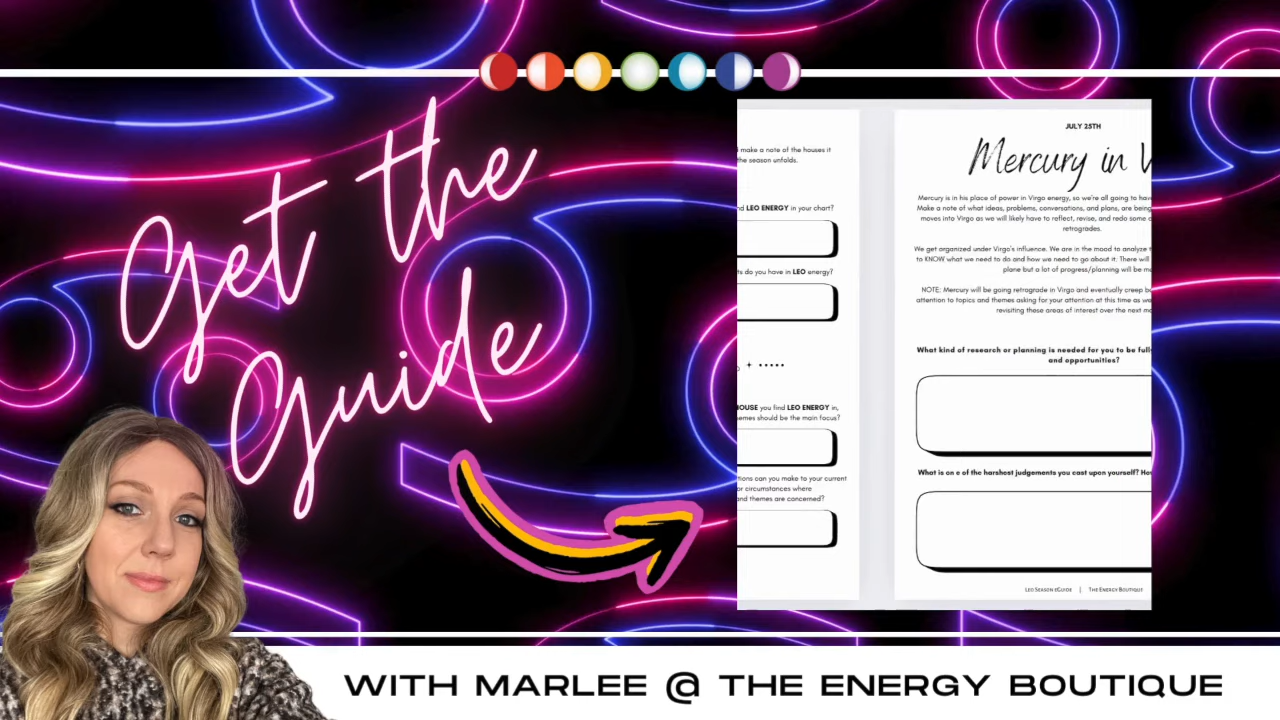 Get the
Guide
make a note of the houses it
the season unfolds.
LEO ENERGY in your chart?
do you have in LEO energy?
HOUSE you find LEO ENERGY in,
should be the main focus?
can you make to your current
or circumstances where
and themes are concerned?
JULY 25TH
Mercury in
Mercury is in his place of power in Virgo energy, so we're all going to
Make a note of what ideas, problems, conversations, and plans, are being
moves into Virgo as we will likely have to reflect, revise, and redo some
retrogrades.
We get organized under Virgo's influence. We are in the mood to analyze
to KNOW what we need to do and how we need to go about it. There will
plane but a lot of progress/planning will be
NOTE: Mercury will be going retrograde in Virgo and eventually creep
attention to topics and themes asking for your attention at this time as
revisiting these areas of interest over the next
What kind of research or planning is needed for you to be
and opportunities?
What is on e of the harshest judgements you cast upon yourself?
LEO SEASON EGUIDE | THE ENERGY BOUTIQUE
WITH MARLEE @ THE ENERGY BOUTIQUE